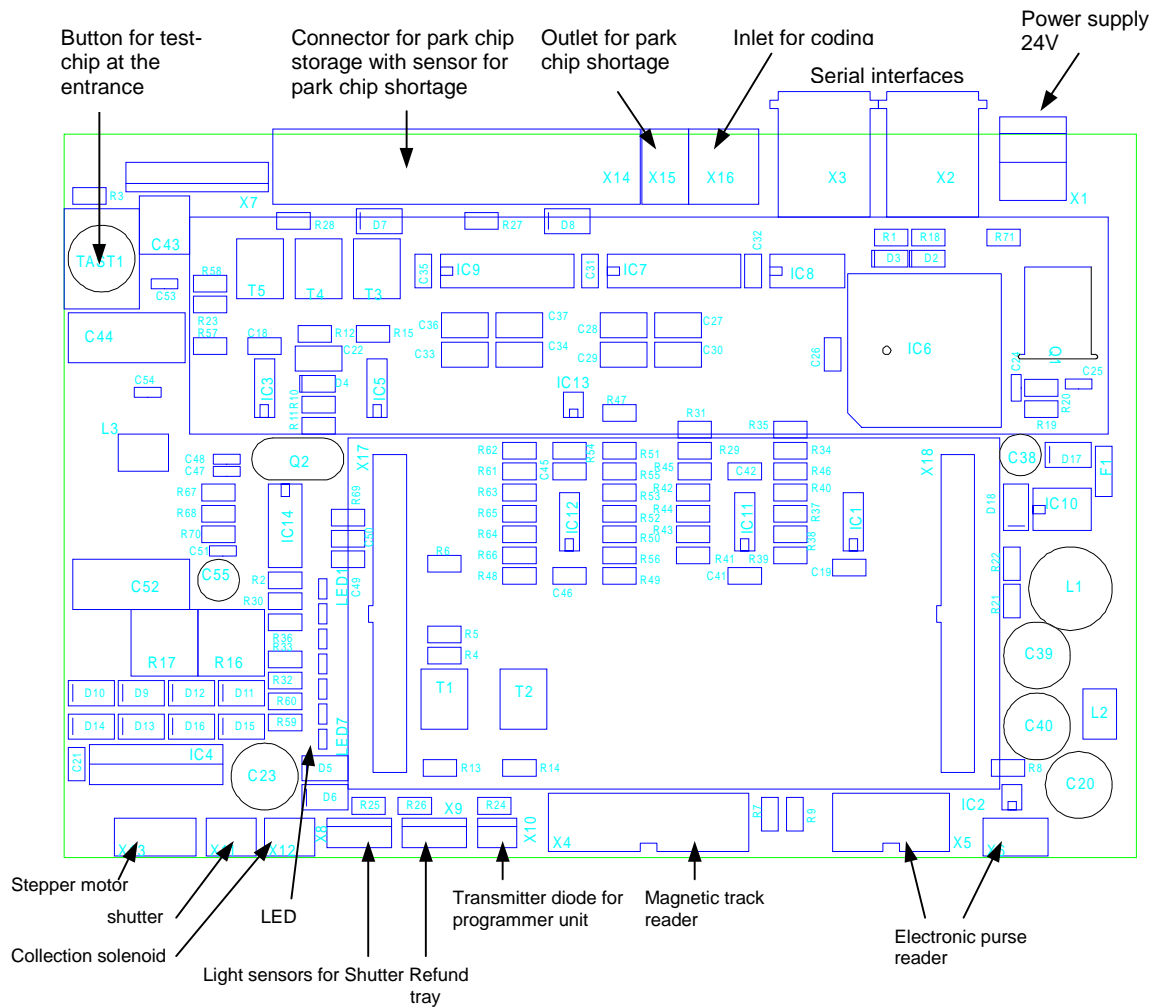 Power supply
24V
Button for test-
chip at the
entrance
Connector for park chip
storage with sensor for
park chip shortage
Outlet for park
chip shortage
Inlet for coding
Serial interfaces
X14
X15
X16
X3
X2
X1
R3
X7
TAST1
C43
R28
D7
R27
D8
C32
R1
R18
R71
D3
D2
C53
R58
R23
R57
T5
T4
T3
C35
IC9
C31
IC7
IC8
C44
C18
R12
R15
C22
C36
C37
C28
C27
C33
C34
C29
C30
C26
IC6
Q1
C24
C25
R20
R19
C54
IC3
D4
R10
R11
IC5
IC13
R47
R31
R35
L3
C48
C47
Q2
X17
R62
R61
R63
R65
R64
R66
R48
C45
R54
IC12
C46
R51
R55
R53
R52
R50
R56
R49
R29
R45
R42
R44
R43
R41
C42
IC11
C41
R34
R46
R40
R37
R38
R39
IC1
C19
X18
C38
D17
F1
D18
IC10
R67
R68
R70
C51
IC14
R69
C50
C49
R6
C52
C55
R2
R30
R36
R33
R32
R60
R59
LED1
LED7
R5
R4
R22
R21
L1
C39
C40
L2
C20
R17
R16
T1
T2
D10
D9
D12
D11
D14
D13
D16
D15
C21
IC4
C23
D5
D6
R13
R14
R8
IC2
R25
R26
X9
R24
X10
X8
X4
R7
R9
X5
X12
Stepper motor
shutter
Collection solenoid
LED
Light sensors for Shutter Refund
tray
Transmitter diode for
programmer unit
Magnetic track
reader
Electronic purse
reader